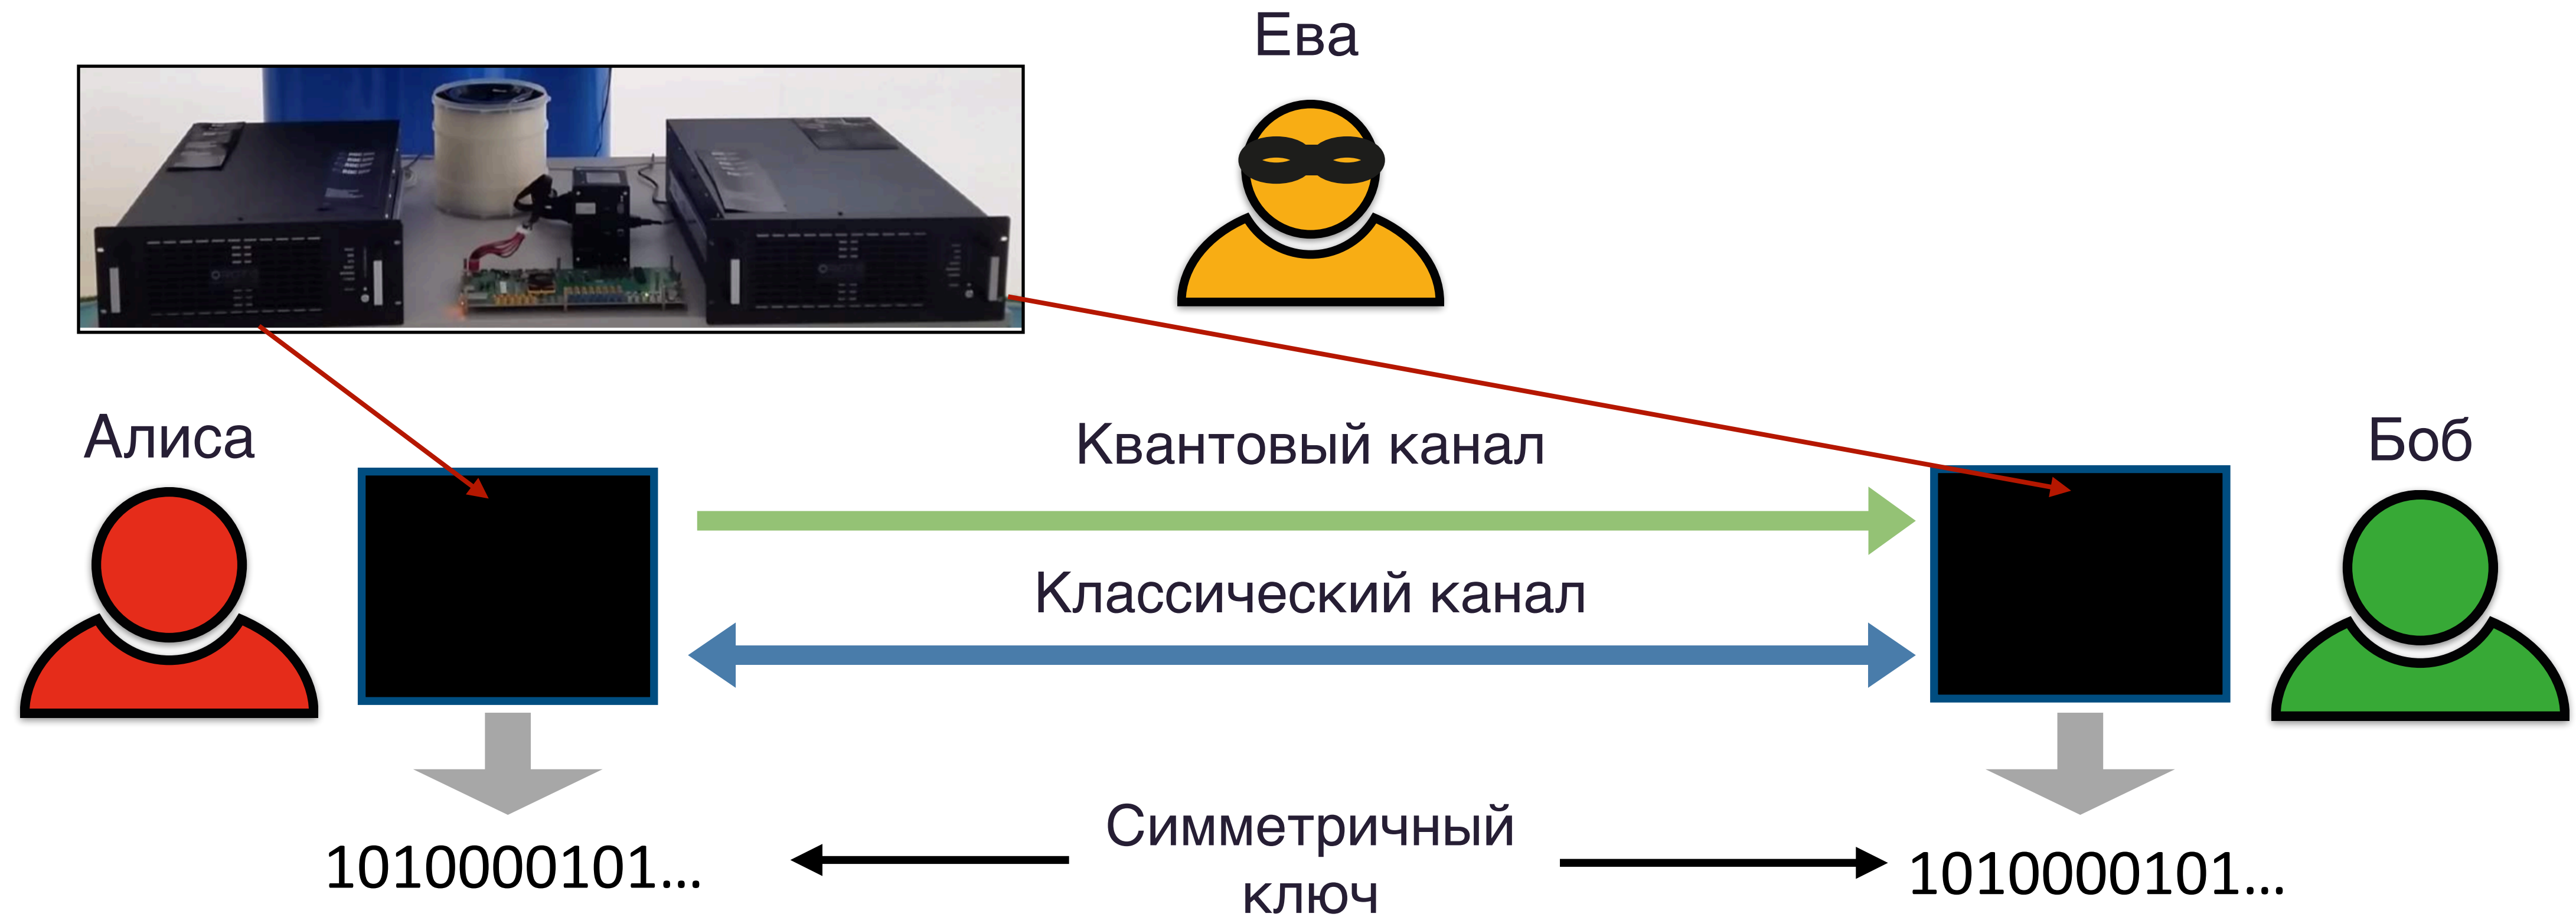 Ева
Алиса
Квантовый канал
Боб
Классический канал
Симметричный
ключ
1010000101...
1010000101...